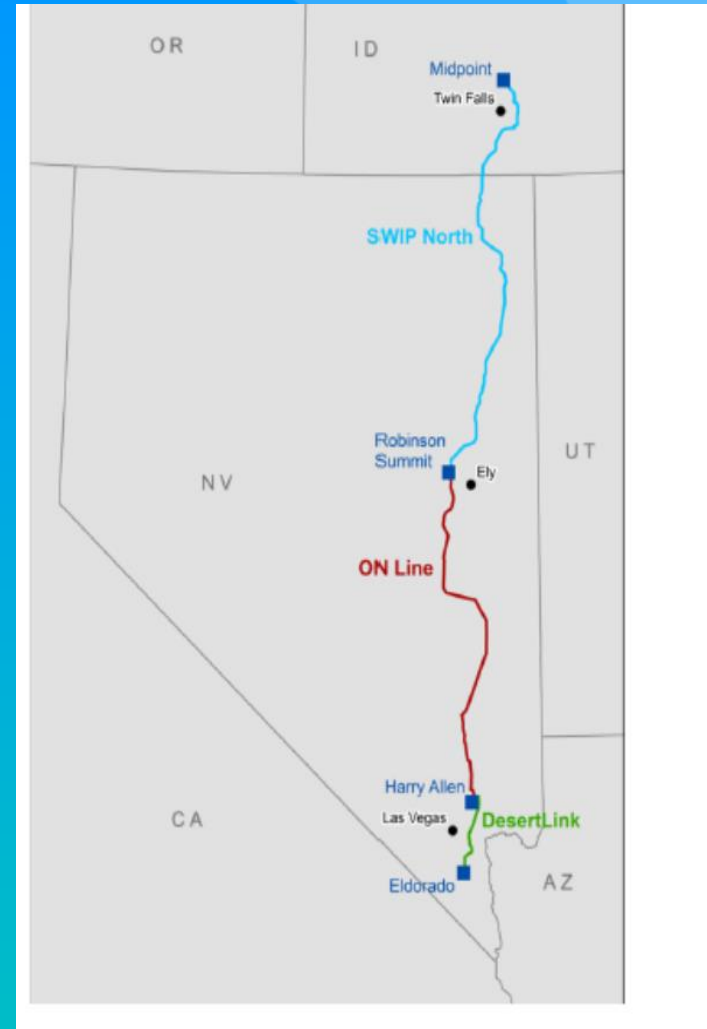 OR
ID
Midpoint
Twin Falls
SWIP North
Robinson
Summit
Ely
UT
NV
ON Line
Harry Allen
Las Vegas
DesertLink
CA
Eldorado
AZ